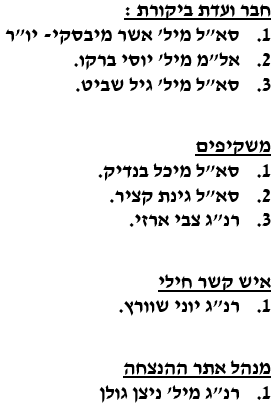 חבר ועדת ביקורת :
1. סא"ל מיל' אשר מיבסקי- יו"ר
2. אל"מ מיל' יוסי ברקו.
3. סא"ל מיל' גיל שביט.
משקיפים
1. סא"ל מיכל בנדיק.
2. סא"ל גינת קציר.
3. רנ"ג צבי ארזי.
איש קשר חילי
1. רנ"ג יוני שוורץ.
מנהל אתר ההנצחה
1. רנ"ג מיל' ניצן גולן